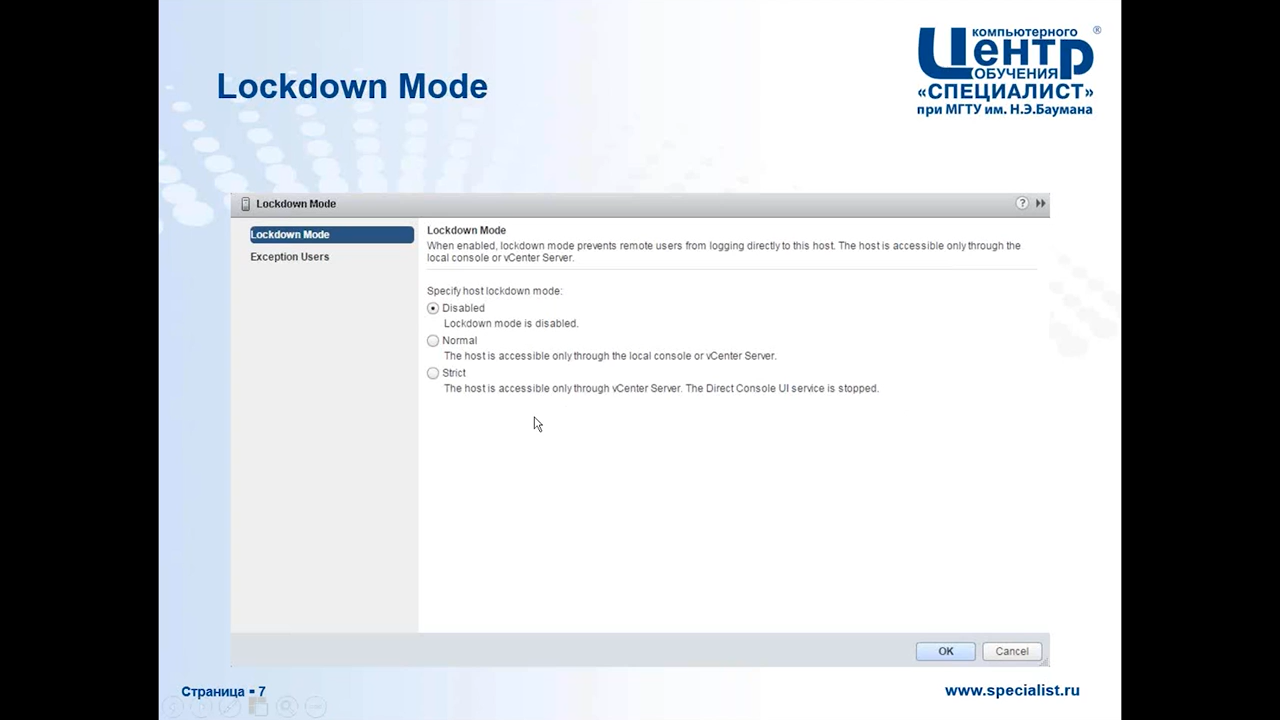 Lockdown Mode
компьютерного
Центр
ОБУЧЕНИЯ
«СПЕЦИАЛИСТ»
при МГТУ им. Н.Э.Баумана
®
Lockdown Mode
?
Lockdown Mode
Exception Users
Lockdown Mode
When enabled, lockdown mode prevents remote users from logging directly to this host. The host is accessible only through the
local console or vCenter Server.
Specify host lockdown mode:
Disabled
Lockdown mode is disabled.
Normal
The host is accessible only through the local console or vCenter Server.
Strict
The host is accessible only through vCenter Server. The Direct Console UI service is stopped.
OK
Cancel
Страница ▪ 7
www.specialist.ru